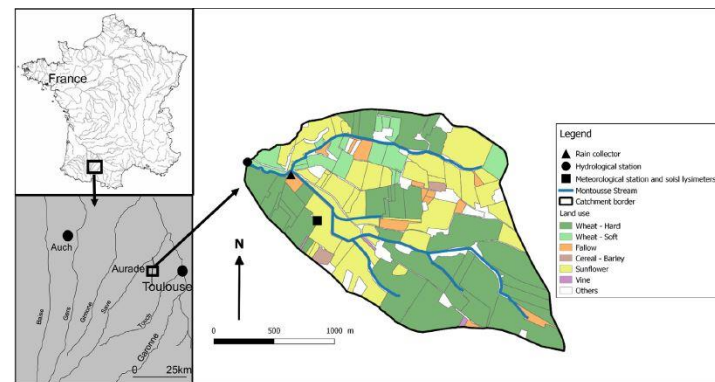 France
Auch
Aurade
Toulouse
Baise
Gers
Gimone
Save
Touch
Garonne
0 25km
N
0 500 1000 m
Legend
Rain collector
Hydrological station
Meteorological station and soisl lysimeters
Montousse Stream
Catchment border
Land use
Wheat - Hard
Wheat - Soft
Fallow
Cereal - Barley
Sunflower
Vine
Others